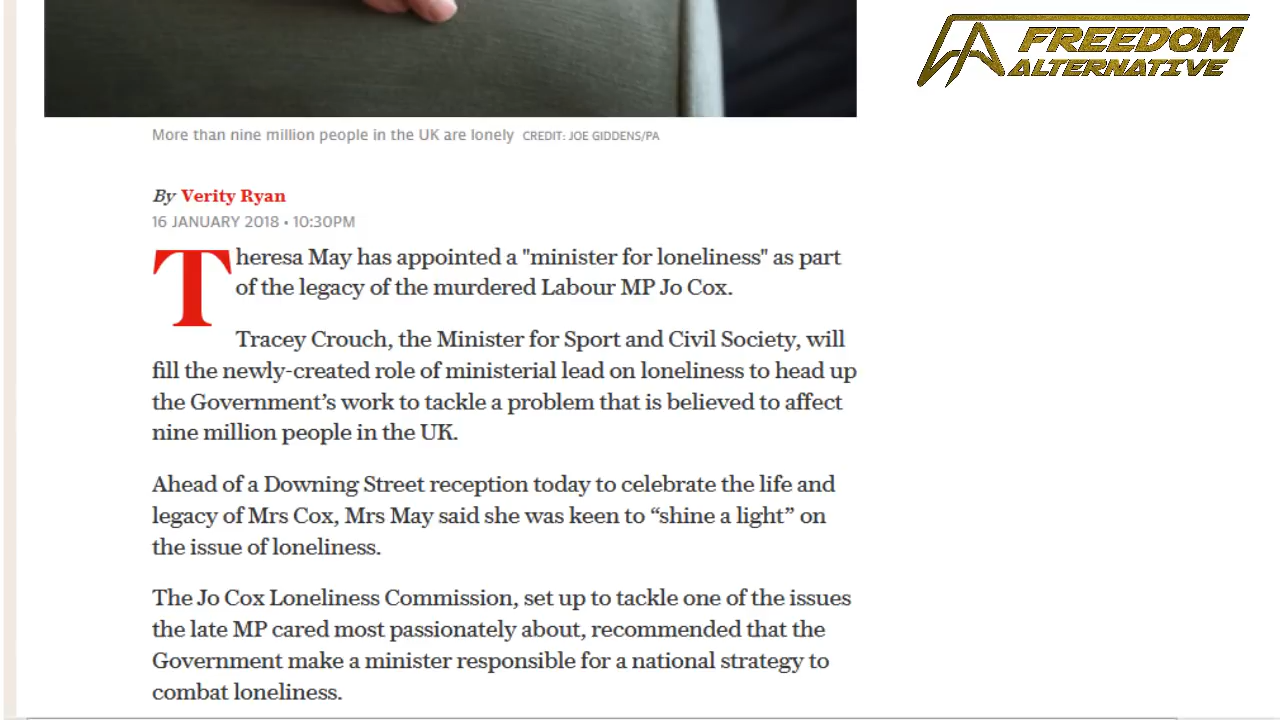 FREEDOM
ALTERNATIVE
More than nine million people in the UK are lonely CREDIT: JOE GIDDENS/PA
By Verity Ryan
16 JANUARY 2018 • 10:30PM
Theresa May has appointed a "minister for loneliness" as part
of the legacy of the murdered Labour MP Jo Cox.
Tracey Crouch, the Minister for Sport and Civil Society, will
fill the newly-created role of ministerial lead on loneliness to head up
the Government’s work to tackle a problem that is believed to affect
nine million people in the UK.
Ahead of a Downing Street reception today to celebrate the life and
legacy of Mrs Cox, Mrs May said she was keen to “shine a light” on
the issue of loneliness.
The Jo Cox Loneliness Commission, set up to tackle one of the issues
the late MP cared most passionately about, recommended that the
Government make a minister responsible for a national strategy to
combat loneliness.